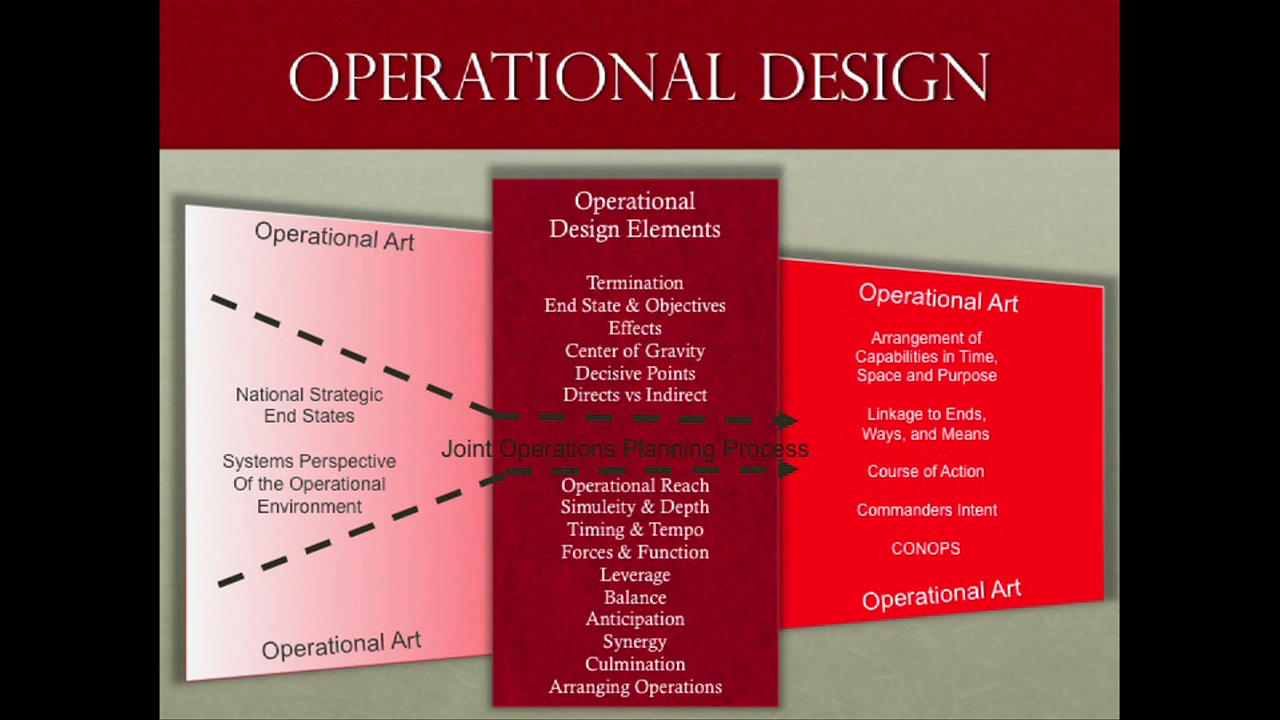 OPERATIONAL DESIGN
Operational Art
National Strategic
End States
Systems Perspective
Of the Operational
Environment
Operational Art
Operational
Design Elements
Termination
End State & Objectives
Effects
Center of Gravity
Decisive Points
Directs vs Indirect
Joint Operations Planning Process
Operational Reach
Simuleity & Depth
Timing & Tempo
Forces & Function
Leverage
Balance
Anticipation
Synergy
Culmination
Arranging Operations
Operational Art
Arrangement of
Capabilities in Time,
Space and Purpose
Linkage to Ends,
Ways, and Means
Course of Action
Commanders Intent
CONOPS
Operational Art